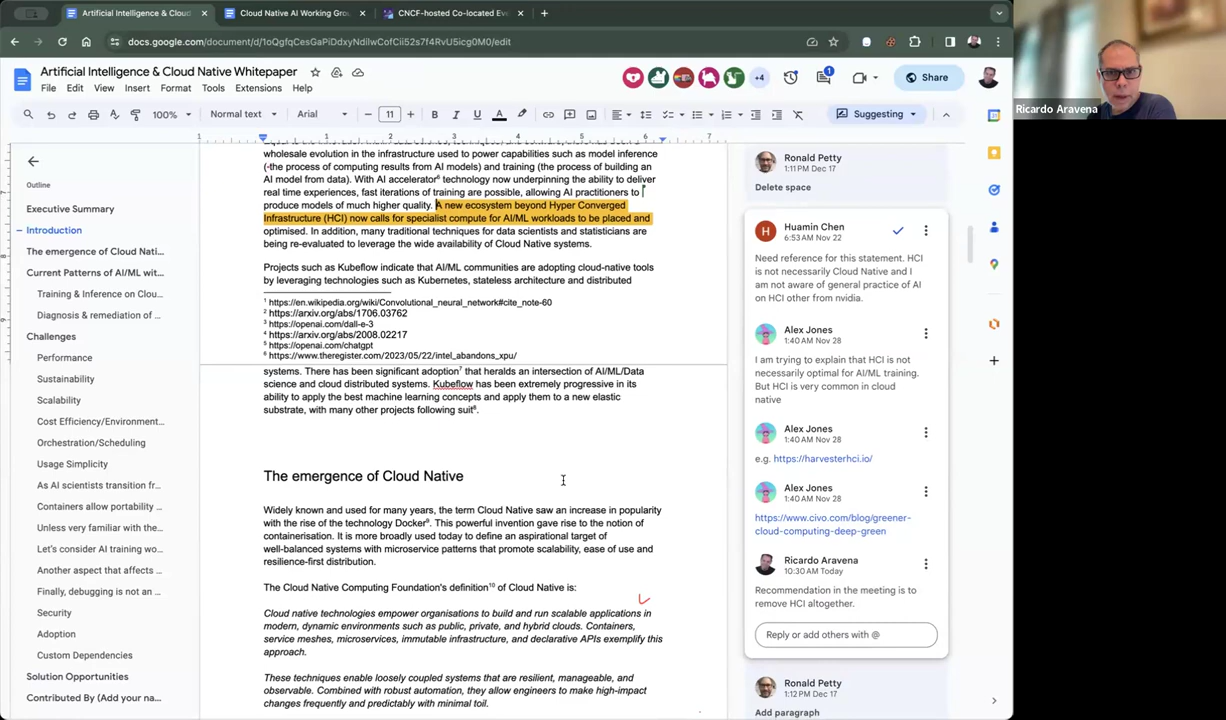 Artificial Intelligence & Cloud
Cloud Native AI Working Gro
CNCF-hosted Co-located Eve
docs.google.com/document/d/1oQgfqCesGaPiDdxyNdilwCofCii52s7f4RvU5icg0M0/edit
Artificial Intelligence & Cloud Native Whitepaper
+4
1
Share
File Edit View Insert Format Tools Extensions Help
100% Normal text Arial 11 B I U A Suggesting
1 1 2 3 4 5 6 7
Outline
Executive Summary
Introduction
The emergence of Cloud Nati...
Current Patterns of AI/ML wit...
Training & Inference on Clou...
Diagnosis & remediation of ...
Challenges
Performance
Sustainability
Scalability
Cost Efficiency/Environment...
Orchestration/Scheduling
Usage Simplicity
As AI scientists transition fr...
Containers allow portability ...
Unless very familiar with the...
Let's consider AI training wo...
Another aspect that affects ...
Finally, debugging is not an ...
Security
Adoption
Custom Dependencies
Solution Opportunities
Contributed By (Add your na...
7
8
9
wholesale evolution in the infrastructure used to power capabilities such as model inference
(-the process of computing results from AI models) and training (the process of building an
AI model from data). With AI accelerator⁶ technology now underpinning the ability to deliver
real time experiences, fast iterations of training are possible, allowing AI practitioners to
produce models of much higher quality. A new ecosystem beyond Hyper Converged
Infrastructure (HCI) now calls for specialist compute for AI/ML workloads to be placed and
optimised. In addition, many traditional techniques for data scientists and statisticians are
being re-evaluated to leverage the wide availability of Cloud Native systems.
Projects such as Kubeflow indicate that AI/ML communities are adopting cloud-native tools
by leveraging technologies such as Kubernetes, stateless architecture and distributed
¹ https://en.wikipedia.org/wiki/Convolutional_neural_network#cite_note-60
² https://arxiv.org/abs/1706.03762
³ https://openai.com/dall-e-3
⁴ https://arxiv.org/abs/2008.02217
⁵ https://openai.com/chatgpt
⁶ https://www.theregister.com/2023/05/22/intel_abandons_xpu/
systems. There has been significant adoption⁷ that heralds an intersection of AI/ML/Data
science and cloud distributed systems. Kubeflow has been extremely progressive in its
ability to apply the best machine learning concepts and apply them to a new elastic
substrate, with many other projects following suit⁸.
The emergence of Cloud Native
Widely known and used for many years, the term Cloud Native saw an increase in popularity
with the rise of the technology Docker⁹. This powerful invention gave rise to the notion of
containerisation. It is more broadly used today to define an aspirational target of
well-balanced systems with microservice patterns that promote scalability, ease of use and
resilience-first distribution.
The Cloud Native Computing Foundation's definition¹⁰ of Cloud Native is:
Cloud native technologies empower organisations to build and run scalable applications in
modern, dynamic environments such as public, private, and hybrid clouds. Containers,
service meshes, microservices, immutable infrastructure, and declarative APIs exemplify this
approach.
These techniques enable loosely coupled systems that are resilient, manageable, and
observable. Combined with robust automation, they allow engineers to make high-impact
changes frequently and predictably with minimal toil.
Ronald Petty
1:11 PM Dec 17
Delete space
H
Huamin Chen
6:53 AM Nov 22
Need reference for this statement. HCI
is not necessarily Cloud Native and I
am not aware of general practice of AI
on HCI other from nvidia.
Alex Jones
1:40 AM Nov 28
I am trying to explain that HCI is not
necessarily optimal for AI/ML training.
But HCI is very common in cloud
native
Alex Jones
1:40 AM Nov 28
e.g. https://harvesterhci.io/
Alex Jones
1:40 AM Nov 28
https://www.civo.com/blog/greener-
cloud-computing-deep-green
Ricardo Aravena
10:30 AM Today
Recommendation in the meeting is to
remove HCI altogether.
Reply or add others with @
Ronald Petty
1:12 PM Dec 17
Add paragraph
Ricardo Aravena